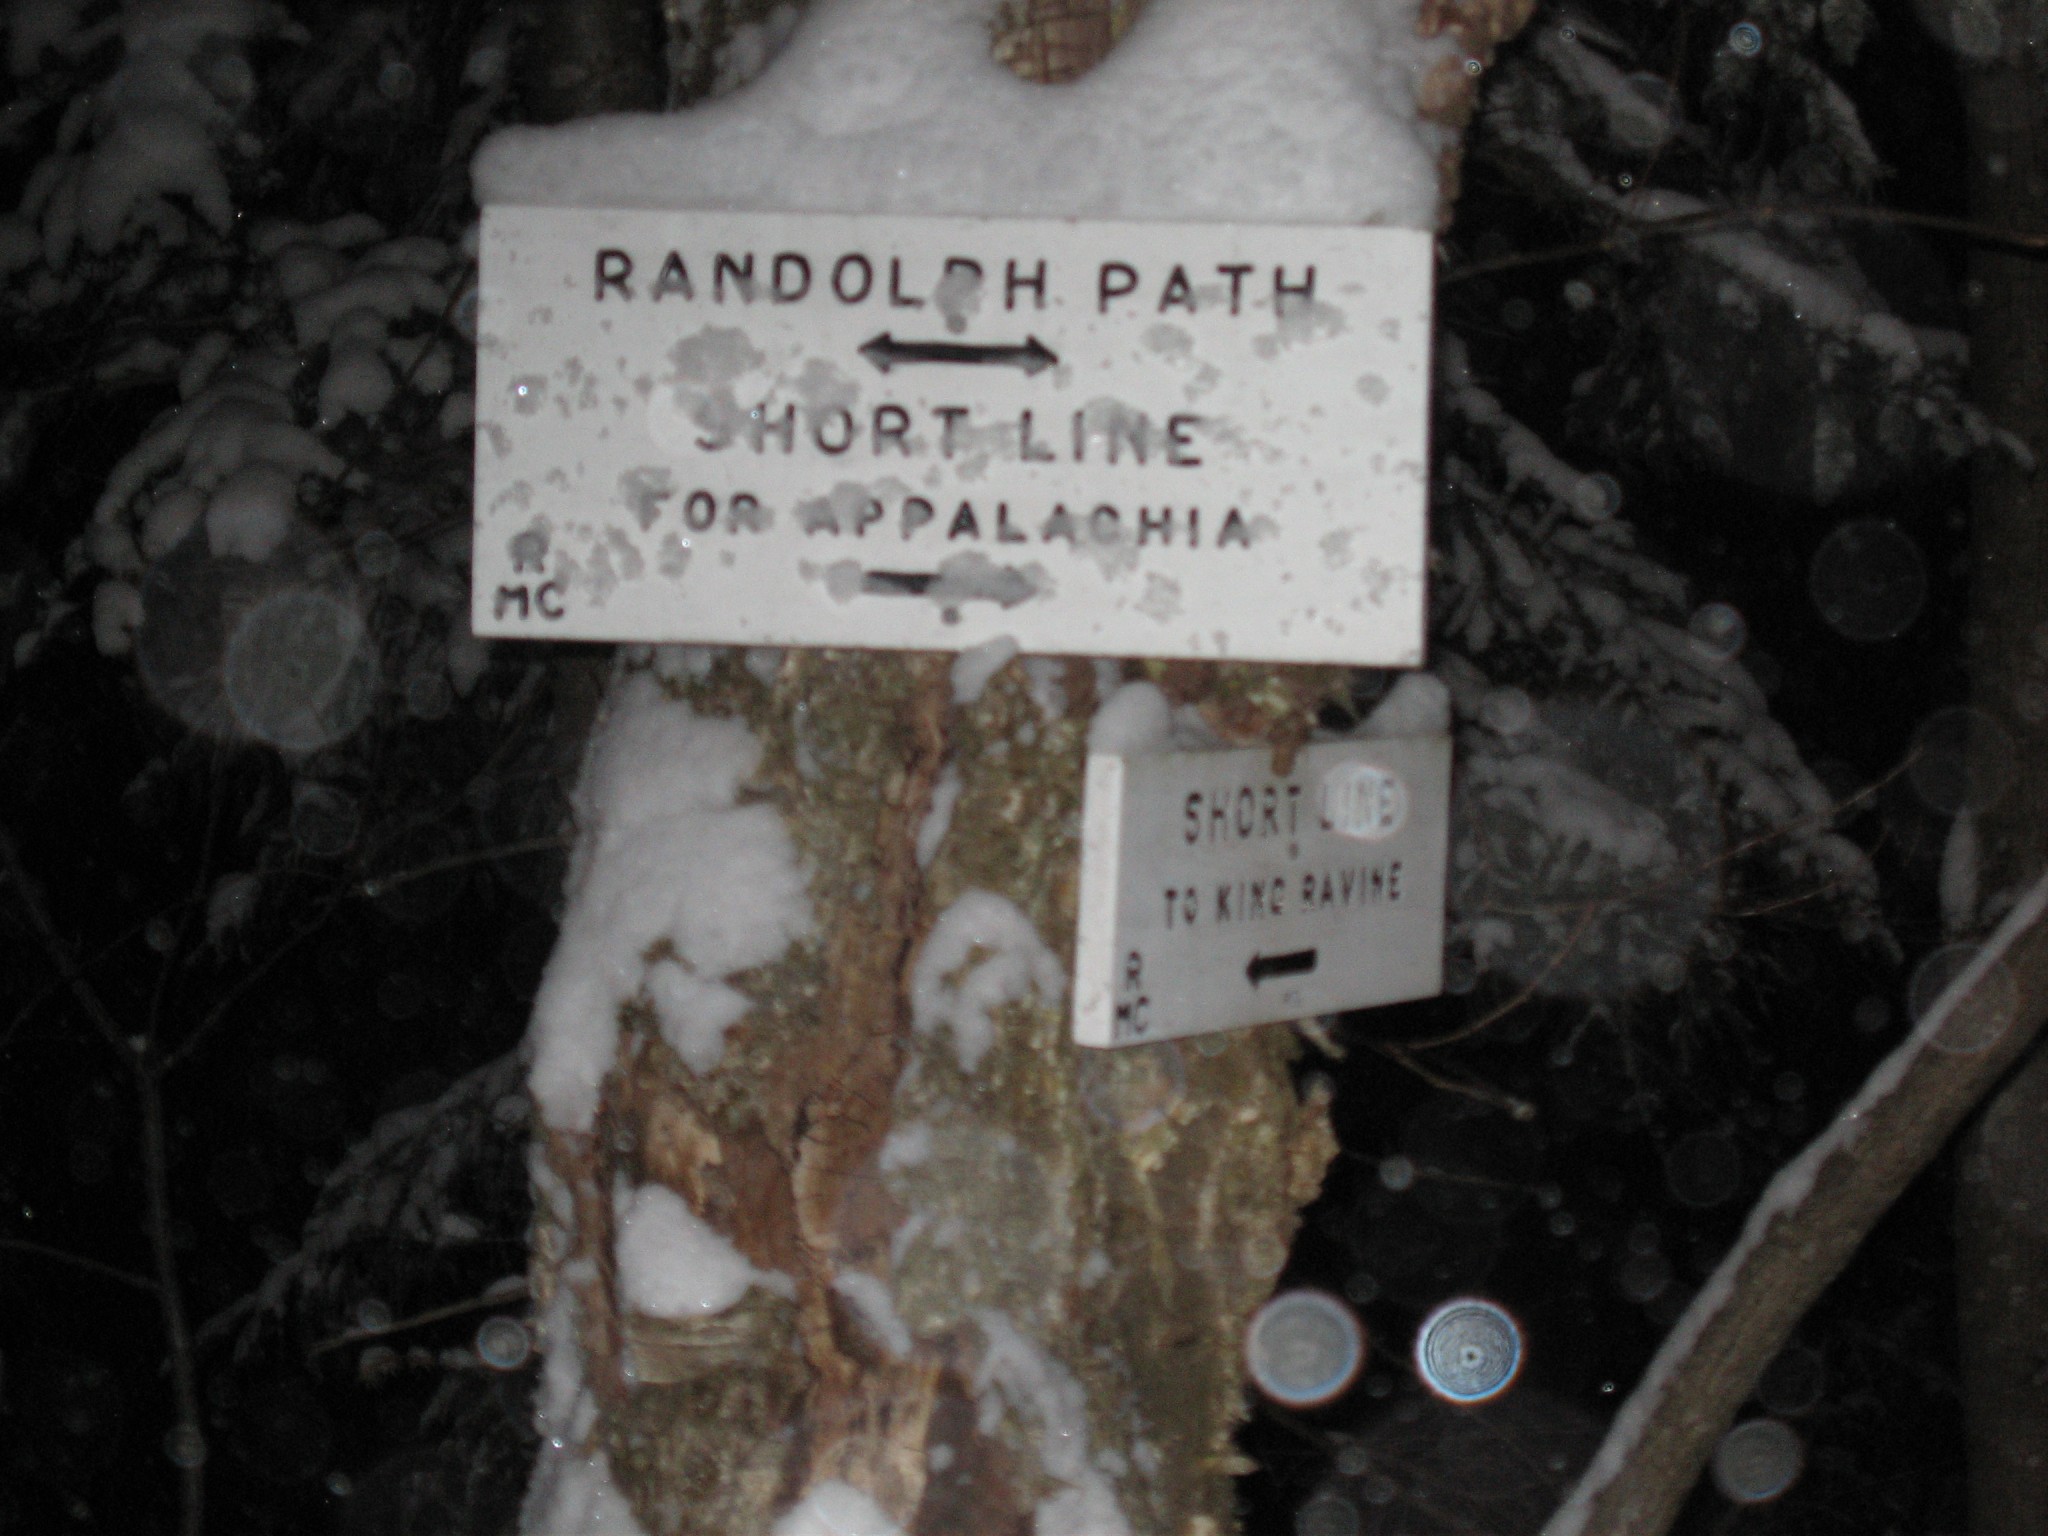 RANDOLPH PATH
SHORT LINE
FOR APPALACHIA
R
MC
SHORT LINE
TO KING RAVINE
R
MC